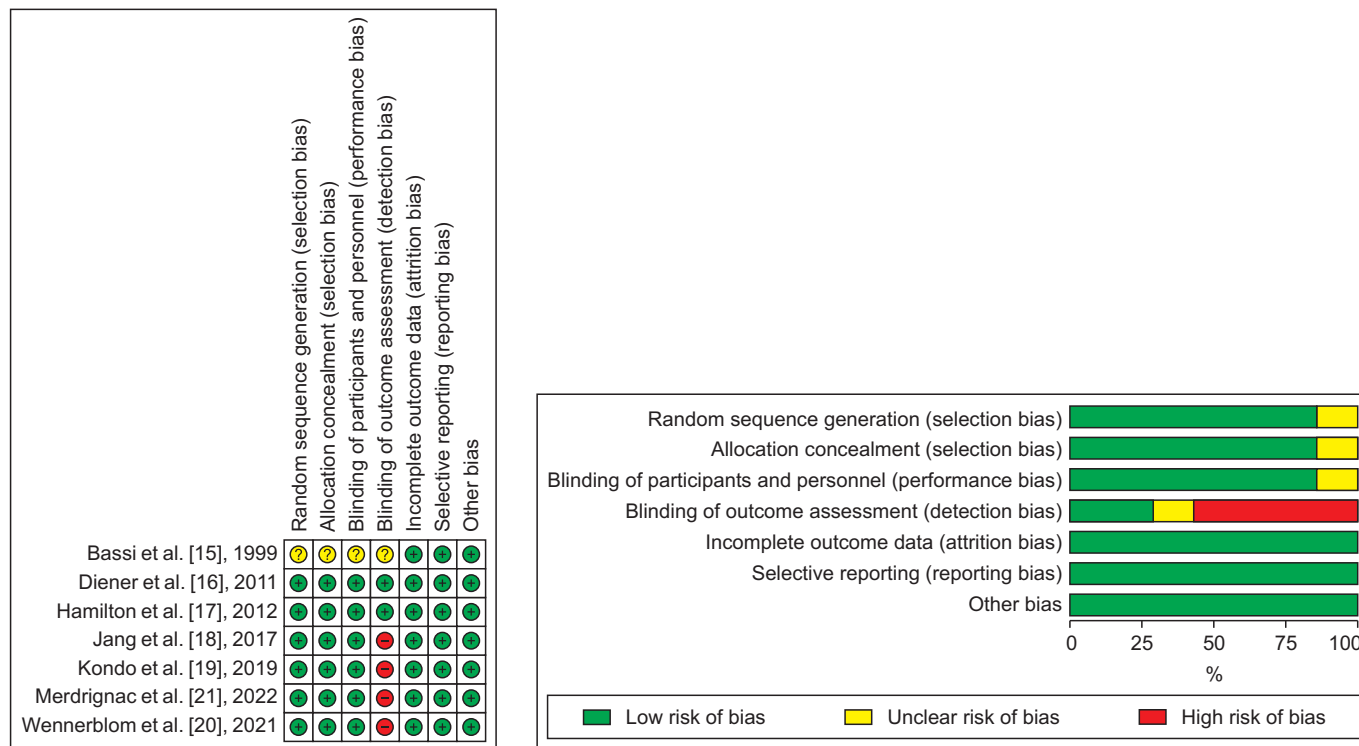 Random sequence generation (selection bias)
Allocation concealment (selection bias)
Blinding of participants and personnel (performance bias)
Blinding of outcome assessment (detection bias)
Incomplete outcome data (attrition bias)
Selective reporting (reporting bias)
Other bias
Bassi et al. [15], 1999 ? ? ? ? + + +
Diener et al. [16], 2011 + + + + + + +
Hamilton et al. [17], 2012 + + + + + + +
Jang et al. [18], 2017 + + + − + + +
Kondo et al. [19], 2019 + + + − + + +
Merdrignac et al. [21], 2022 + + + − + + +
Wennerblom et al. [20], 2021 + + + − + + +
Random sequence generation (selection bias)
Allocation concealment (selection bias)
Blinding of participants and personnel (performance bias)
Blinding of outcome assessment (detection bias)
Incomplete outcome data (attrition bias)
Selective reporting (reporting bias)
Other bias
0 25 50 75 100
%
Low risk of bias Unclear risk of bias High risk of bias